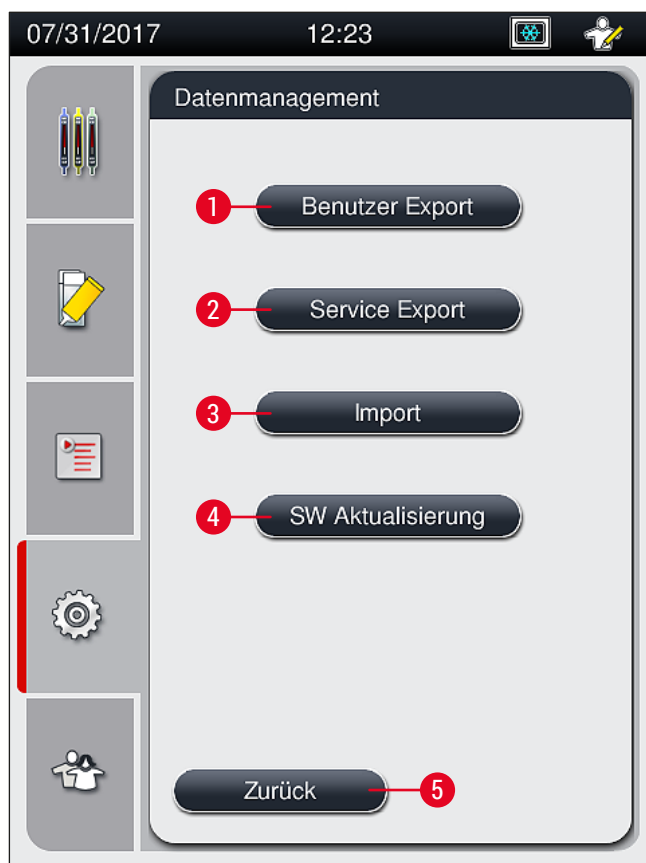 07/31/2017 12:23
Datenmanagement
1 Benutzer Export
2 Service Export
3 Import
4 SW Aktualisierung
Zurück 5